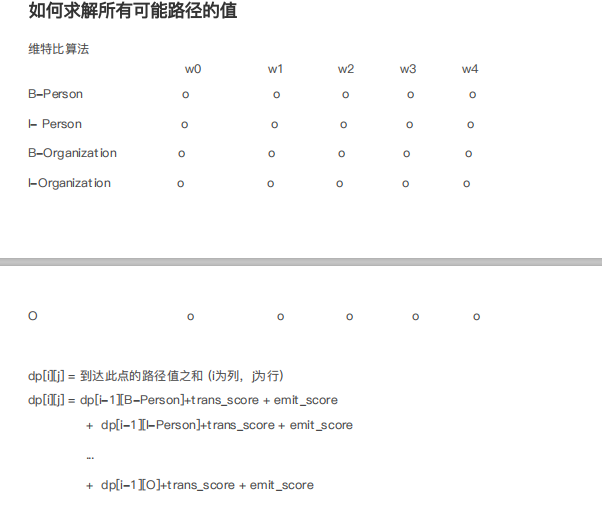 如何求解所有可能路径的值
维特比算法
w0 w1 w2 w3 w4
B-Person o o o o o
I- Person o o o o o
B-Organization o o o o o
I-Organization o o o o o
O o o o o o
dp[i][j] = 到达此点的路径值之和 (i为列，j为行)
dp[i][j] = dp[i-1][B-Person]+trans_score + emit_score
+ dp[i-1][I-Person]+trans_score + emit_score
...
+ dp[i-1][O]+trans_score + emit_score